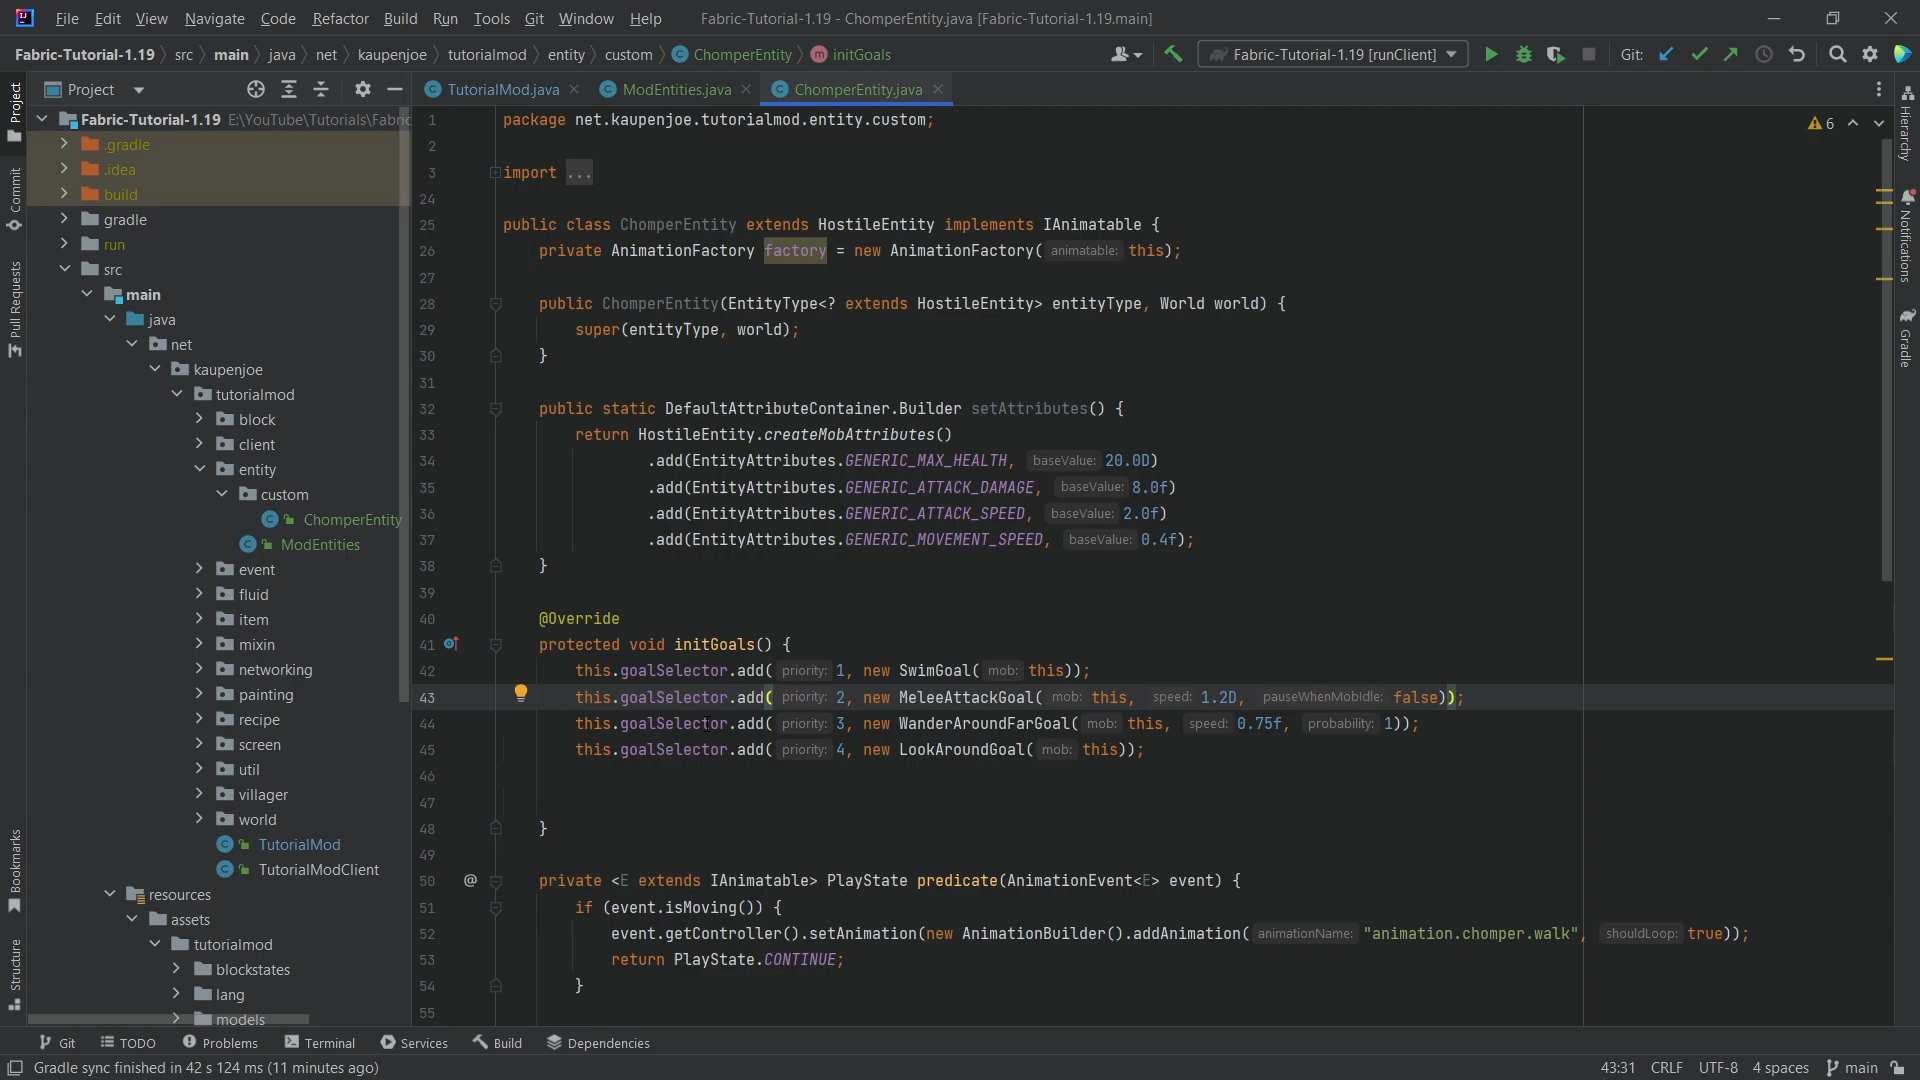 File Edit View Navigate Code Refactor Build Run Tools Git Window Help Fabric-Tutorial-1.19 - ChomperEntity.java [Fabric-Tutorial-1.19.main]
Fabric-Tutorial-1.19 src main java net kaupenjoe tutorialmod entity custom ChomperEntity initGoals Fabric-Tutorial-1.19 [runClient] Git:
Project TutorialMod.java ModEntities.java ChomperEntity.java
Project
Commit
Pull Requests
Bookmarks
Structure
Fabric-Tutorial-1.19 E:\YouTube\Tutorials\Fabric
.gradle
.idea
build
gradle
run
src
main
java
net
kaupenjoe
tutorialmod
block
client
entity
custom
ChomperEntity
ModEntities
event
fluid
item
mixin
networking
painting
recipe
screen
util
villager
world
TutorialMod
TutorialModClient
resources
assets
tutorialmod
blockstates
lang
models
1 package net.kaupenjoe.tutorialmod.entity.custom;
2
3 import ...
24
25 public class ChomperEntity extends HostileEntity implements IAnimatable {
26 private AnimationFactory factory = new AnimationFactory( animatable: this);
27
28 public ChomperEntity(EntityType<? extends HostileEntity> entityType, World world) {
29 super(entityType, world);
30 }
31
32 public static DefaultAttributeContainer.Builder setAttributes() {
33 return HostileEntity.createMobAttributes()
34 .add(EntityAttributes.GENERIC_MAX_HEALTH, baseValue: 20.0D)
35 .add(EntityAttributes.GENERIC_ATTACK_DAMAGE, baseValue: 8.0f)
36 .add(EntityAttributes.GENERIC_ATTACK_SPEED, baseValue: 2.0f)
37 .add(EntityAttributes.GENERIC_MOVEMENT_SPEED, baseValue: 0.4f);
38 }
39
40 @Override
41 protected void initGoals() {
42 this.goalSelector.add( priority: 1, new SwimGoal( mob: this));
43 this.goalSelector.add( priority: 2, new MeleeAttackGoal( mob: this, speed: 1.2D, pauseWhenMobIdle: false));
44 this.goalSelector.add( priority: 3, new WanderAroundFarGoal( mob: this, speed: 0.75f, probability: 1));
45 this.goalSelector.add( priority: 4, new LookAroundGoal( mob: this));
46
47
48 }
49
50 @ private <E extends IAnimatable> PlayState predicate(AnimationEvent<E> event) {
51 if (event.isMoving()) {
52 event.getController().setAnimation(new AnimationBuilder().addAnimation( animationName: "animation.chomper.walk", shouldLoop: true));
53 return PlayState.CONTINUE;
54 }
55
6
Hierarchy
Notifications
Gradle
Git TODO Problems Terminal Services Build Dependencies
Gradle sync finished in 42 s 124 ms (11 minutes ago) 43:31 CRLF UTF-8 4 spaces main